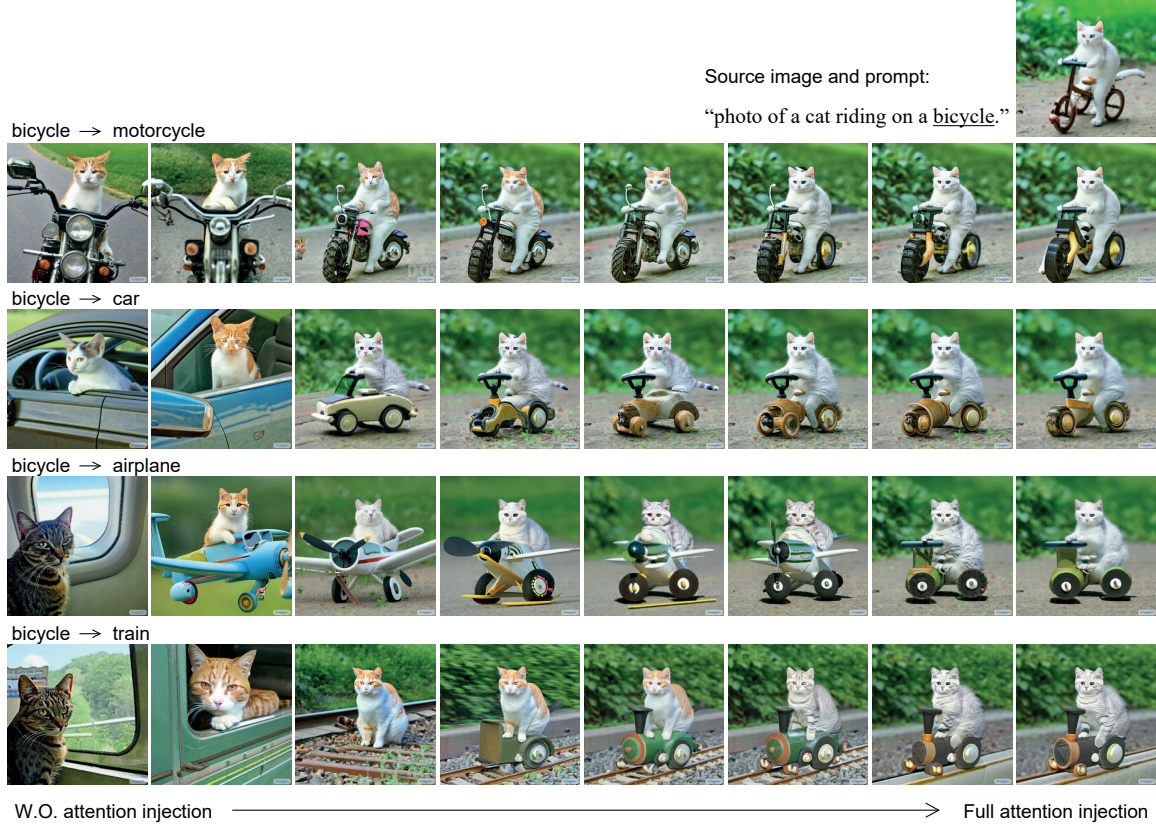 Source image and prompt:
“photo of a cat riding on a bicycle.”
bicycle → motorcycle
bicycle → car
bicycle → airplane
bicycle → train
W.O. attention injection
Full attention injection